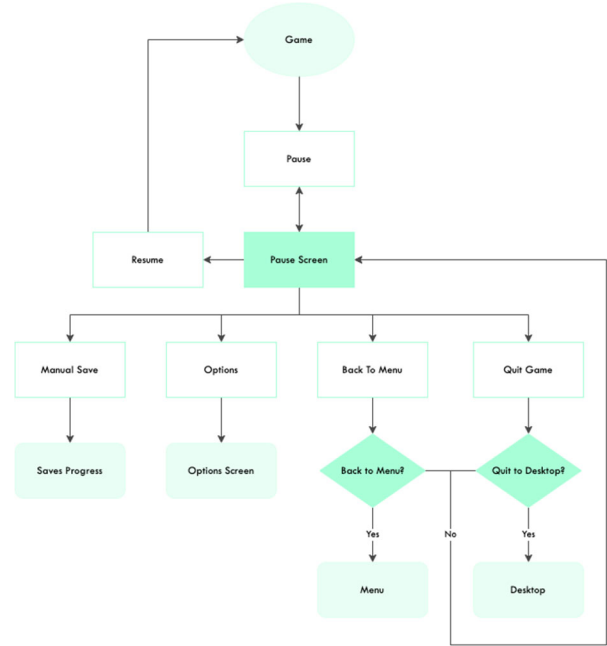 Game
Pause
Resume
Pause Screen
Manual Save
Options
Back To Menu
Quit Game
Saves Progress
Options Screen
Back to Menu?
Quit to Desktop?
Yes
No
Yes
Menu
Desktop